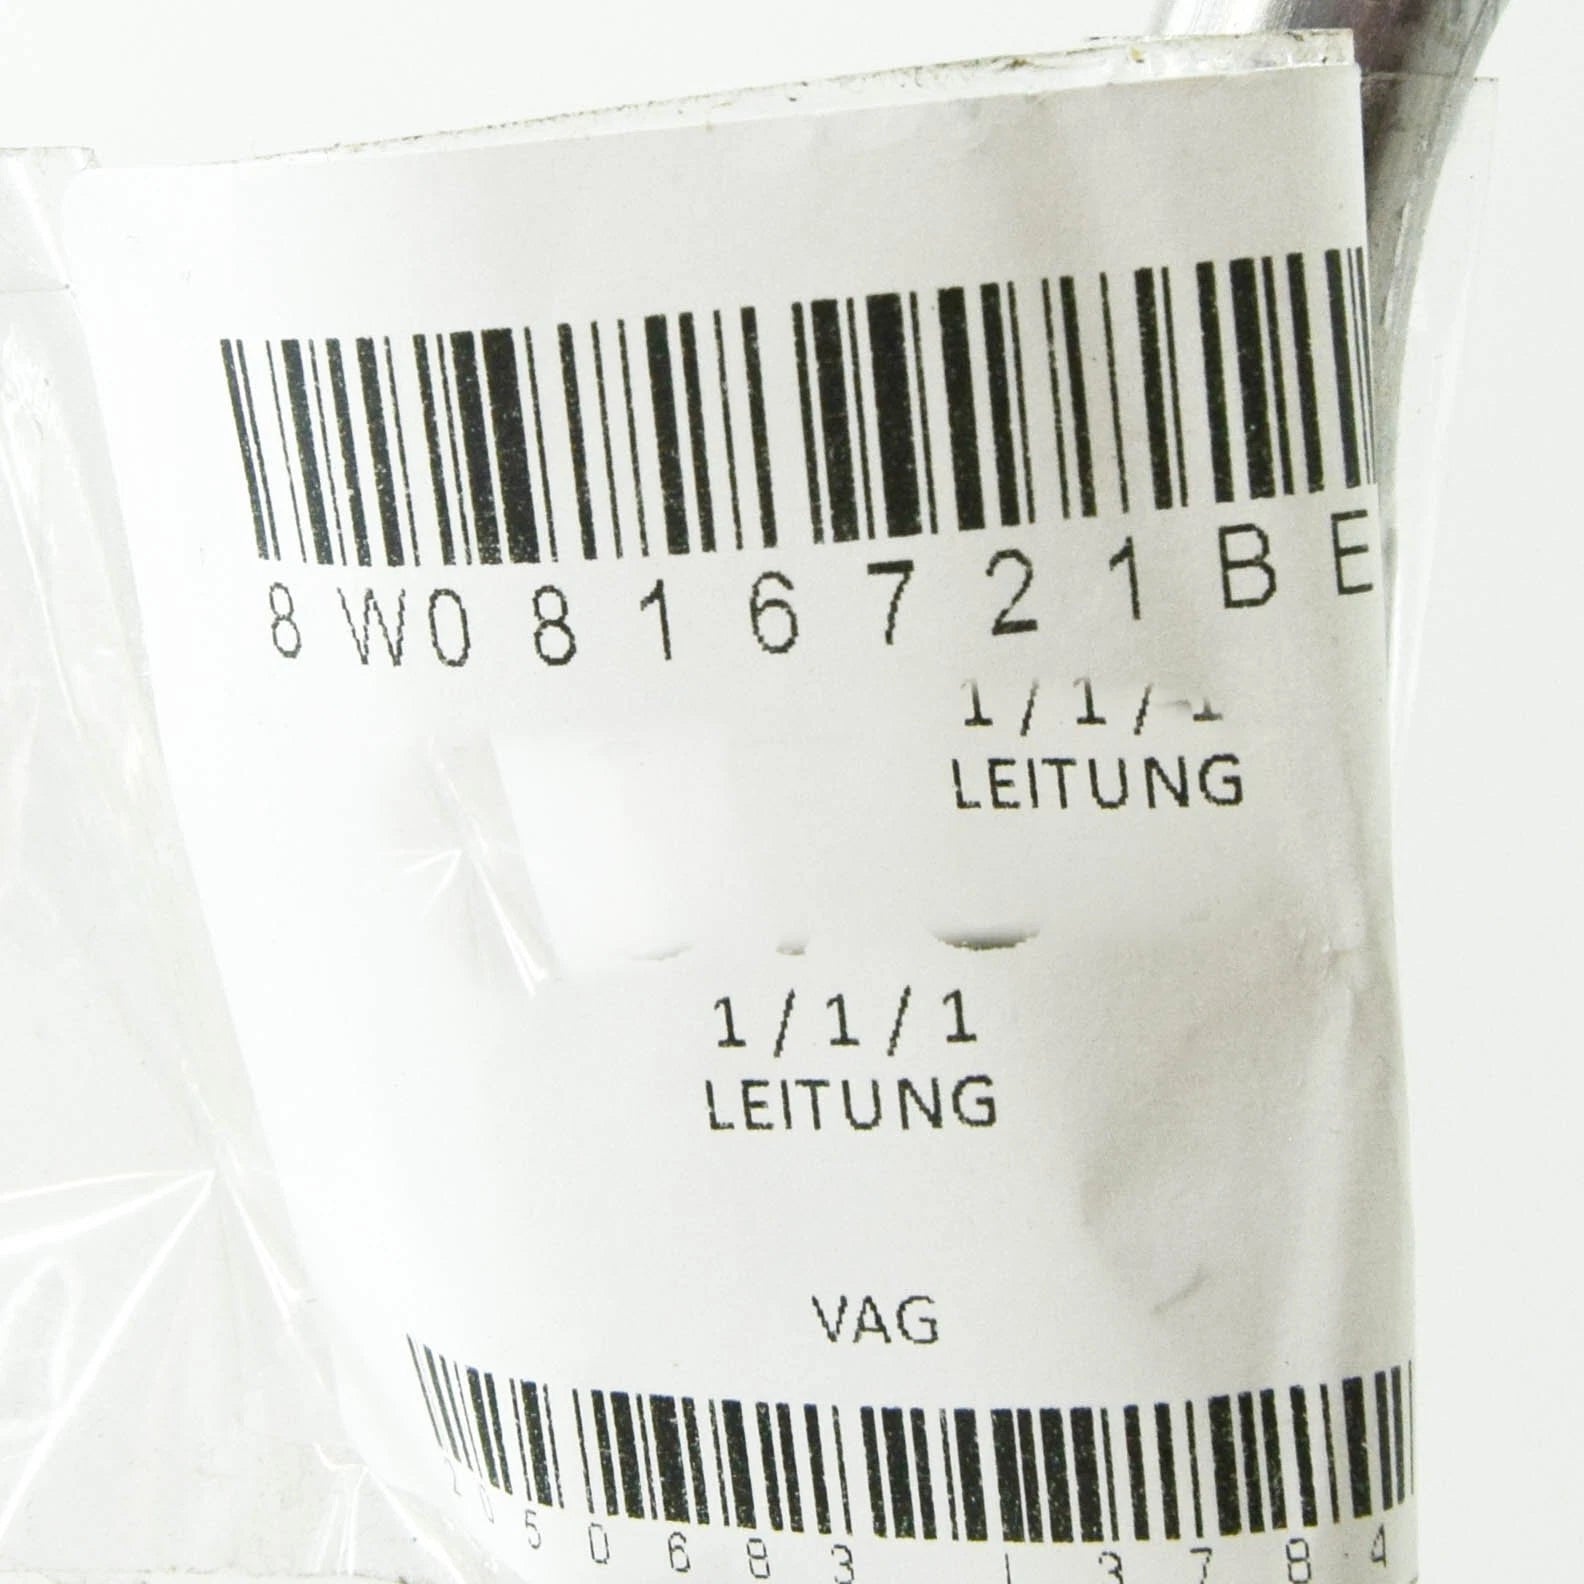 8W0816721BE
1/1/1
LEITUNG
1/1/1
LEITUNG
VAG